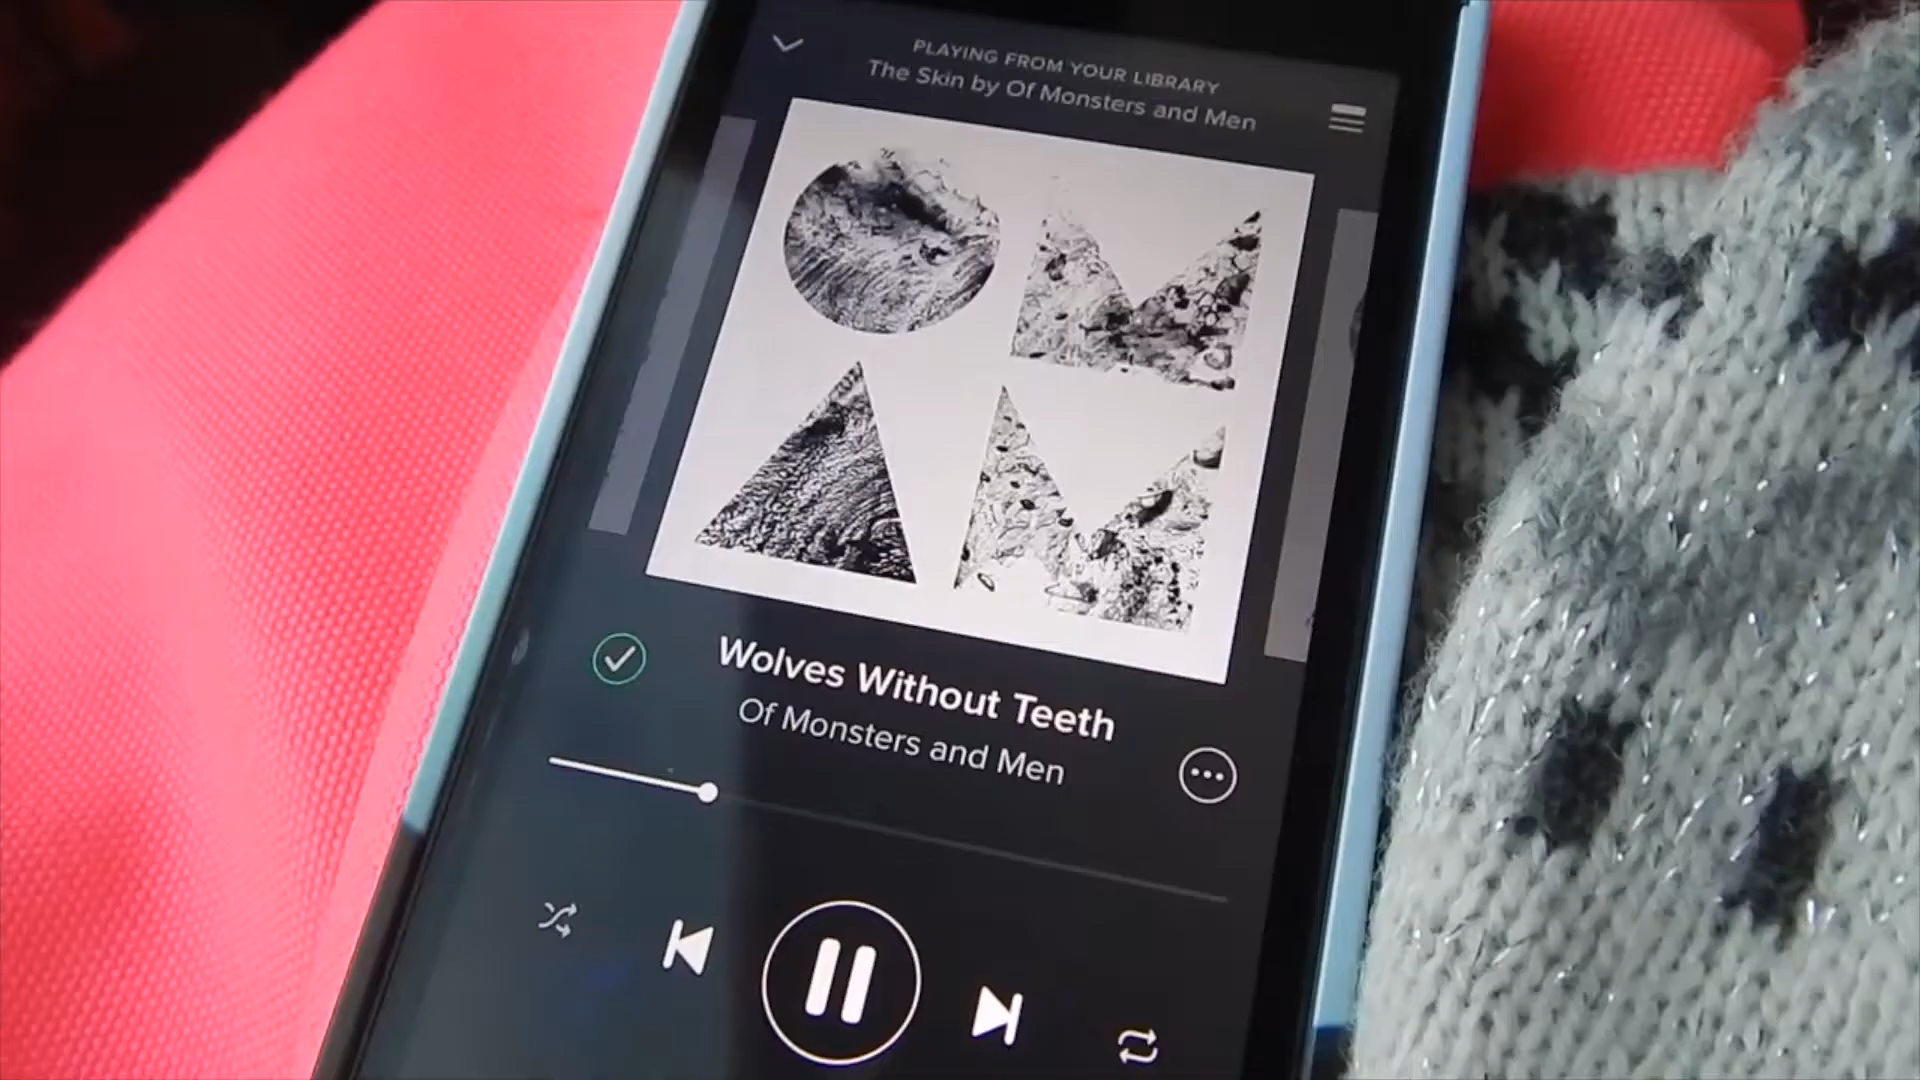 PLAYING FROM YOUR LIBRARY
The Skin by Of Monsters and Men
Wolves Without Teeth
Of Monsters and Men